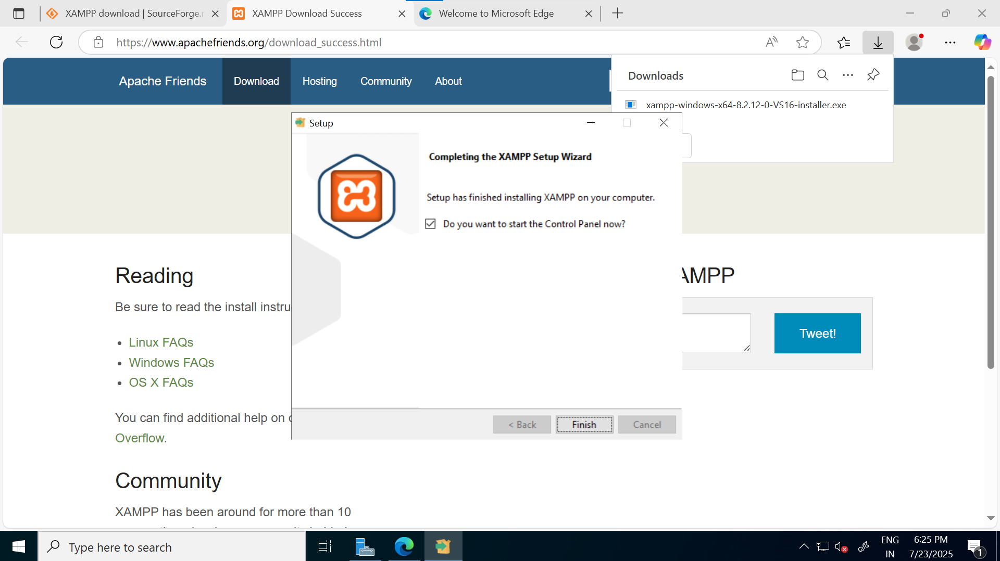 XAMPP download | SourceForge.n
XAMPP Download Success
Welcome to Microsoft Edge
https://www.apachefriends.org/download_success.html
Apache Friends
Download
Hosting
Community
About
Downloads
xampp-windows-x64-8.2.12-0-VS16-installer.exe
Setup
Completing the XAMPP Setup Wizard
Setup has finished installing XAMPP on your computer.
Do you want to start the Control Panel now?
< Back
Finish
Cancel
Reading
Be sure to read the install instru
Linux FAQs
Windows FAQs
OS X FAQs
You can find additional help on
Overflow.
AMPP
Tweet!
Community
XAMPP has been around for more than 10
Type here to search
ENG
IN
6:25 PM
7/23/2025
1